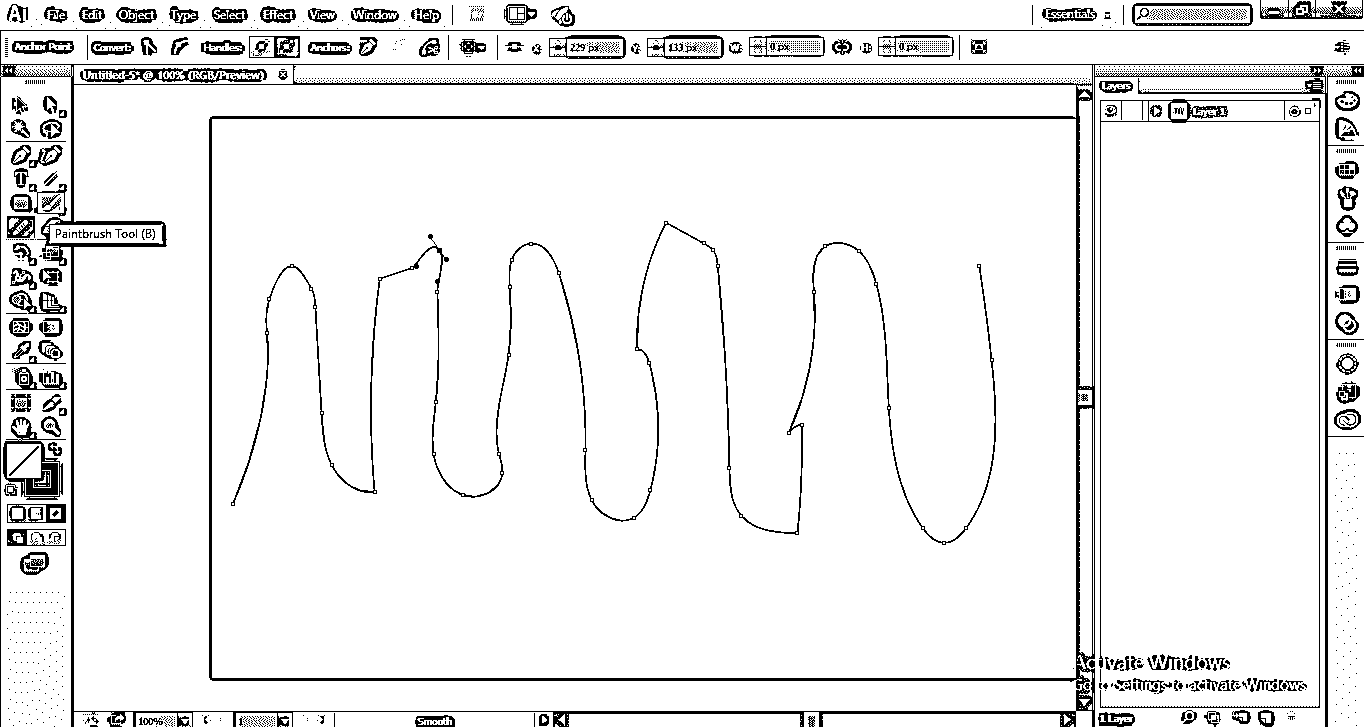 Ai File Edit Object Type Select Effect View Window Help Essentials
Anchor Point Convert: Handles: Anchors: 229 px 133 px 0 px 0 px
Untitled-5* @ 100% (RGB/Preview)
Layers
Layer 1
Paintbrush Tool (B)
Activate Windows
Go to Settings to activate Windows
100% 1 Smooth 1 Layer